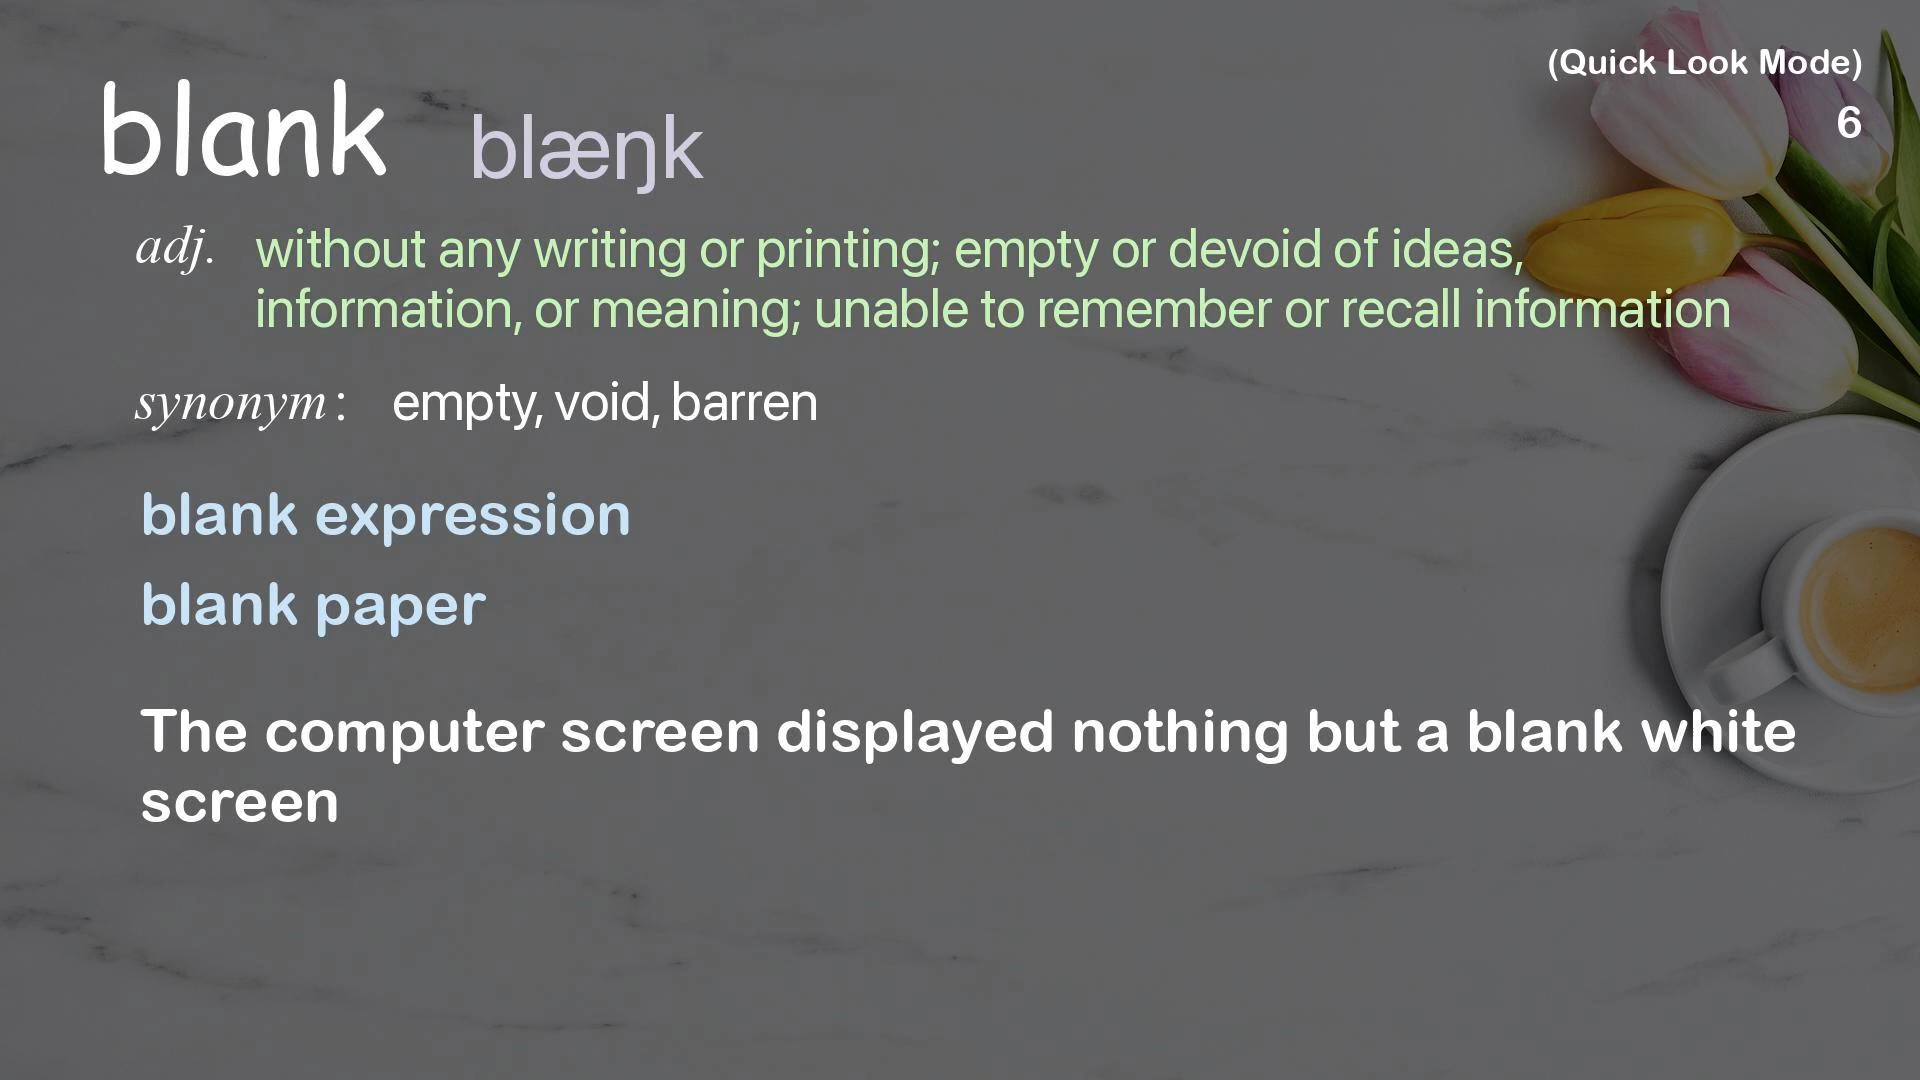 (Quick Look Mode)
6
blank blæŋk
adj. without any writing or printing; empty or devoid of ideas,
information, or meaning; unable to remember or recall information
synonym: empty, void, barren
blank expression
blank paper
The computer screen displayed nothing but a blank white
screen